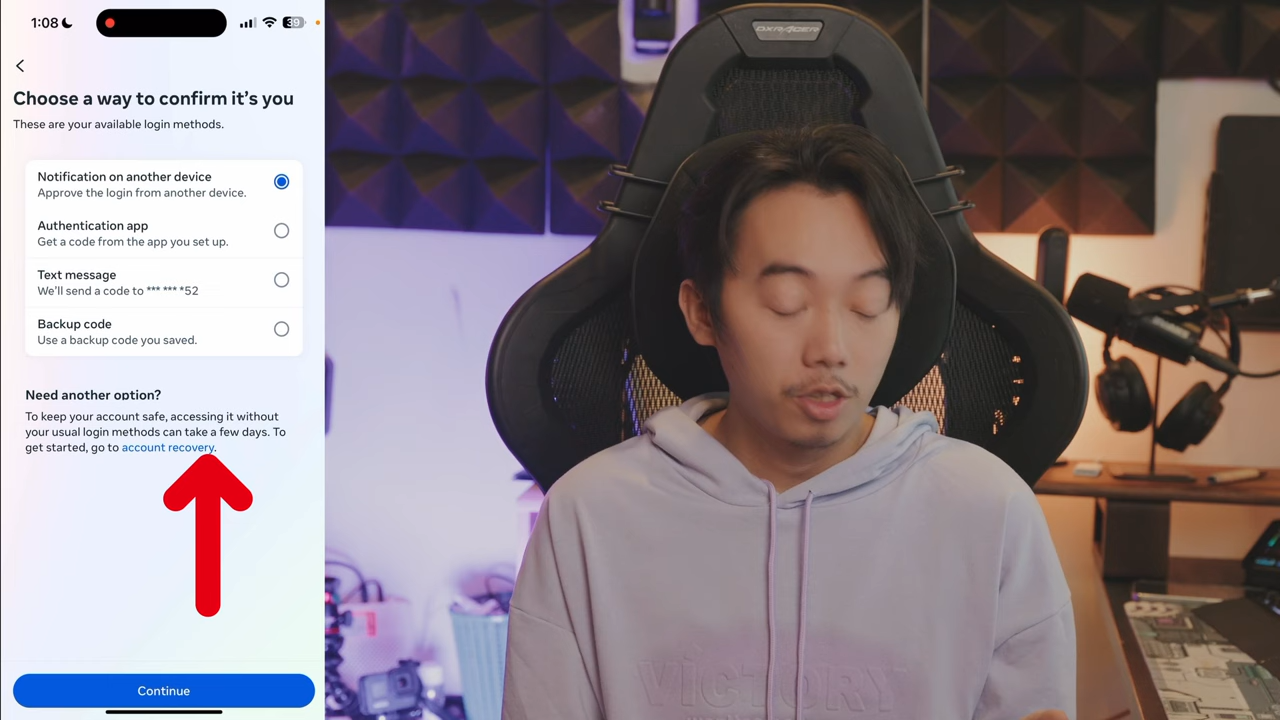 1:08
39
Choose a way to confirm it's you
These are your available login methods.
Notification on another device
Approve the login from another device.
Authentication app
Get a code from the app you set up.
Text message
We'll send a code to *** *** *52
Backup code
Use a backup code you saved.
Need another option?
To keep your account safe, accessing it without
your usual login methods can take a few days. To
get started, go to account recovery.
Continue
DXRACER
VICTORY